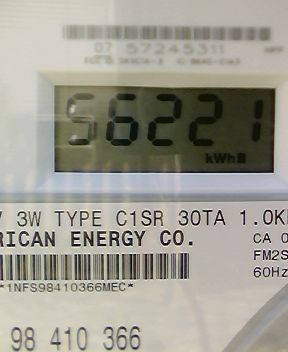 07 57245311
56221
kWh
V 3W TYPE C1SR 30TA 1.0K
RICAN ENERGY CO.
CA 0
FM2S
60Hz
*1NFS98410366MEC*
98 410 366